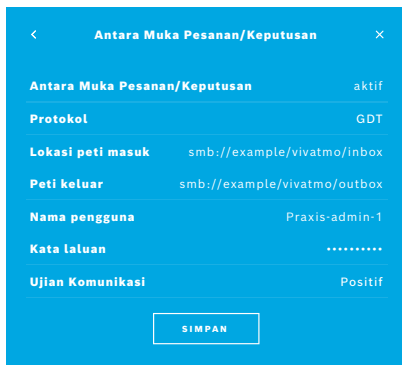 Antara Muka Pesanan/Keputusan
Antara Muka Pesanan/Keputusan aktif
Protokol GDT
Lokasi peti masuk smb://example/vivatmo/inbox
Peti keluar smb://example/vivatmo/outbox
Nama pengguna Praxis-admin-1
Kata laluan ••••••••••
Ujian Komunikasi Positif
SIMPAN